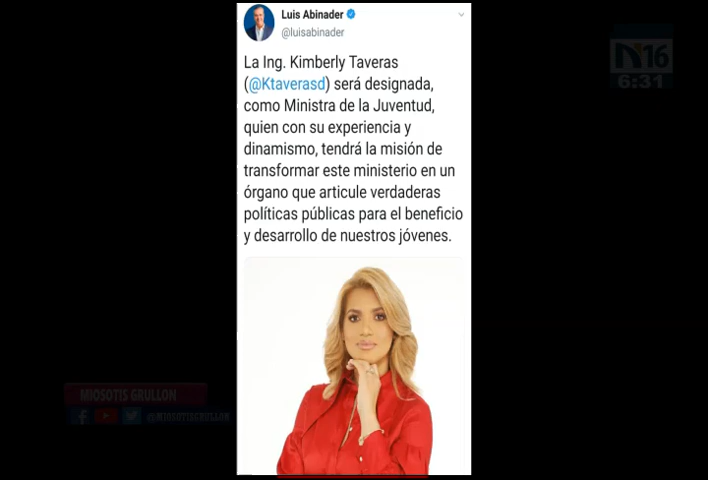 Luis Abinader
@luisabinader
La Ing. Kimberly Taveras
(@Ktaverasd) será designada,
como Ministra de la Juventud,
quien con su experiencia y
dinamismo, tendrá la misión de
transformar este ministerio en un
órgano que articule verdaderas
políticas públicas para el beneficio
y desarrollo de nuestros jóvenes.
N16
6:31
MIOSOTIS GRULLON
@MIOSOTISGRULLON